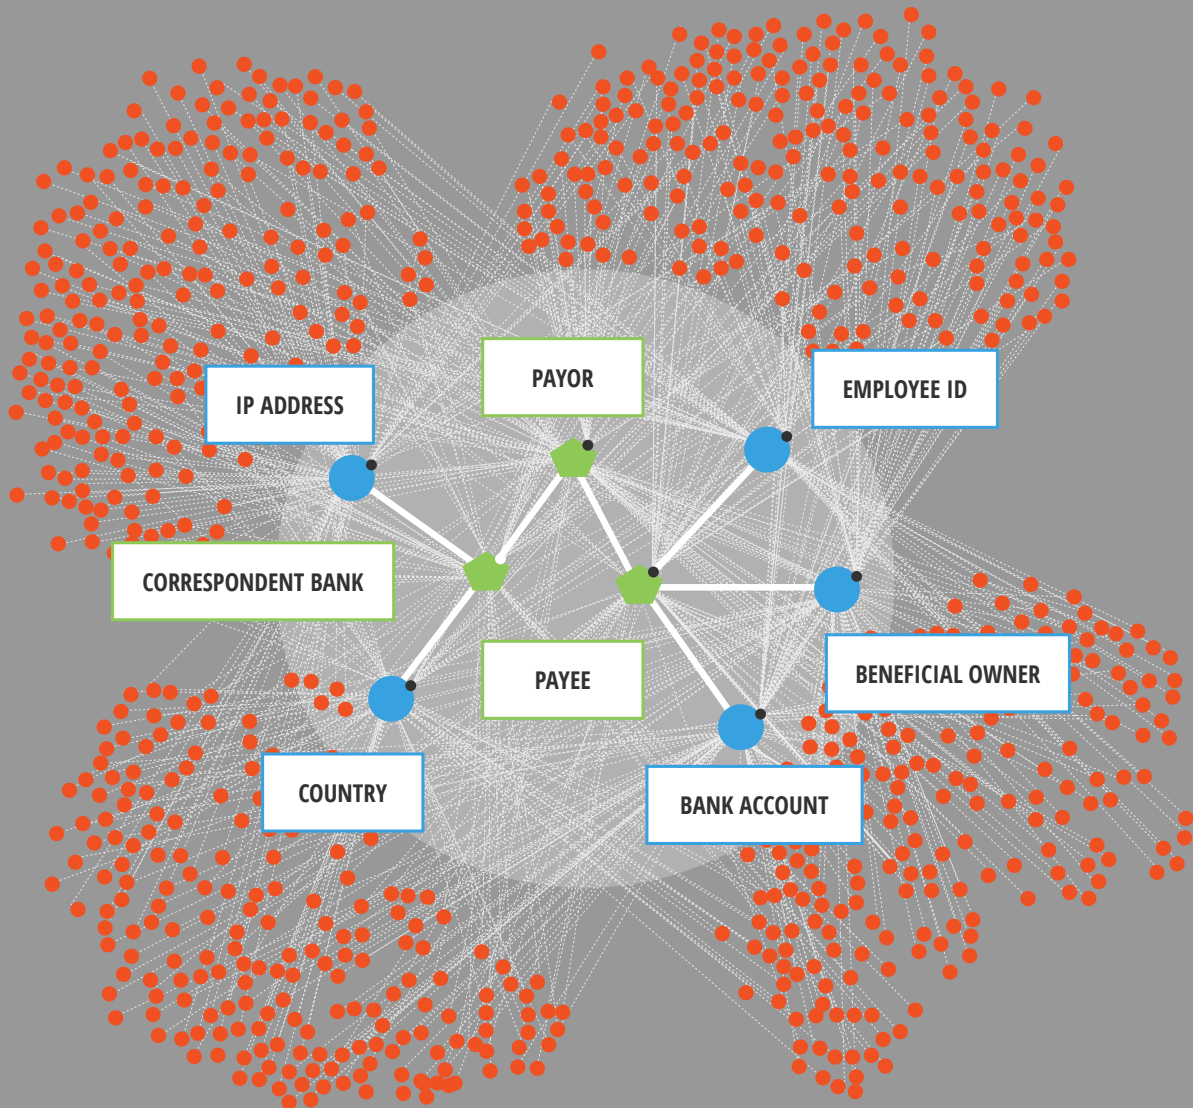 PAYOR
EMPLOYEE ID
IP ADDRESS
CORRESPONDENT BANK
PAYEE
BENEFICIAL OWNER
COUNTRY
BANK ACCOUNT